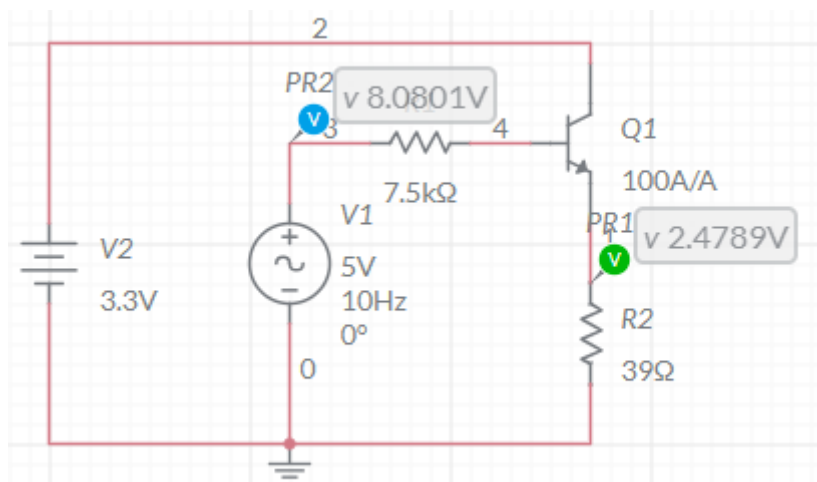 2
PR2
v 8.0801V
V
3
4
Q1
7.5kΩ
100A/A
V1
PR1
v 2.4789V
V2
5V
V
3.3V
10Hz
R2
0°
0
39Ω